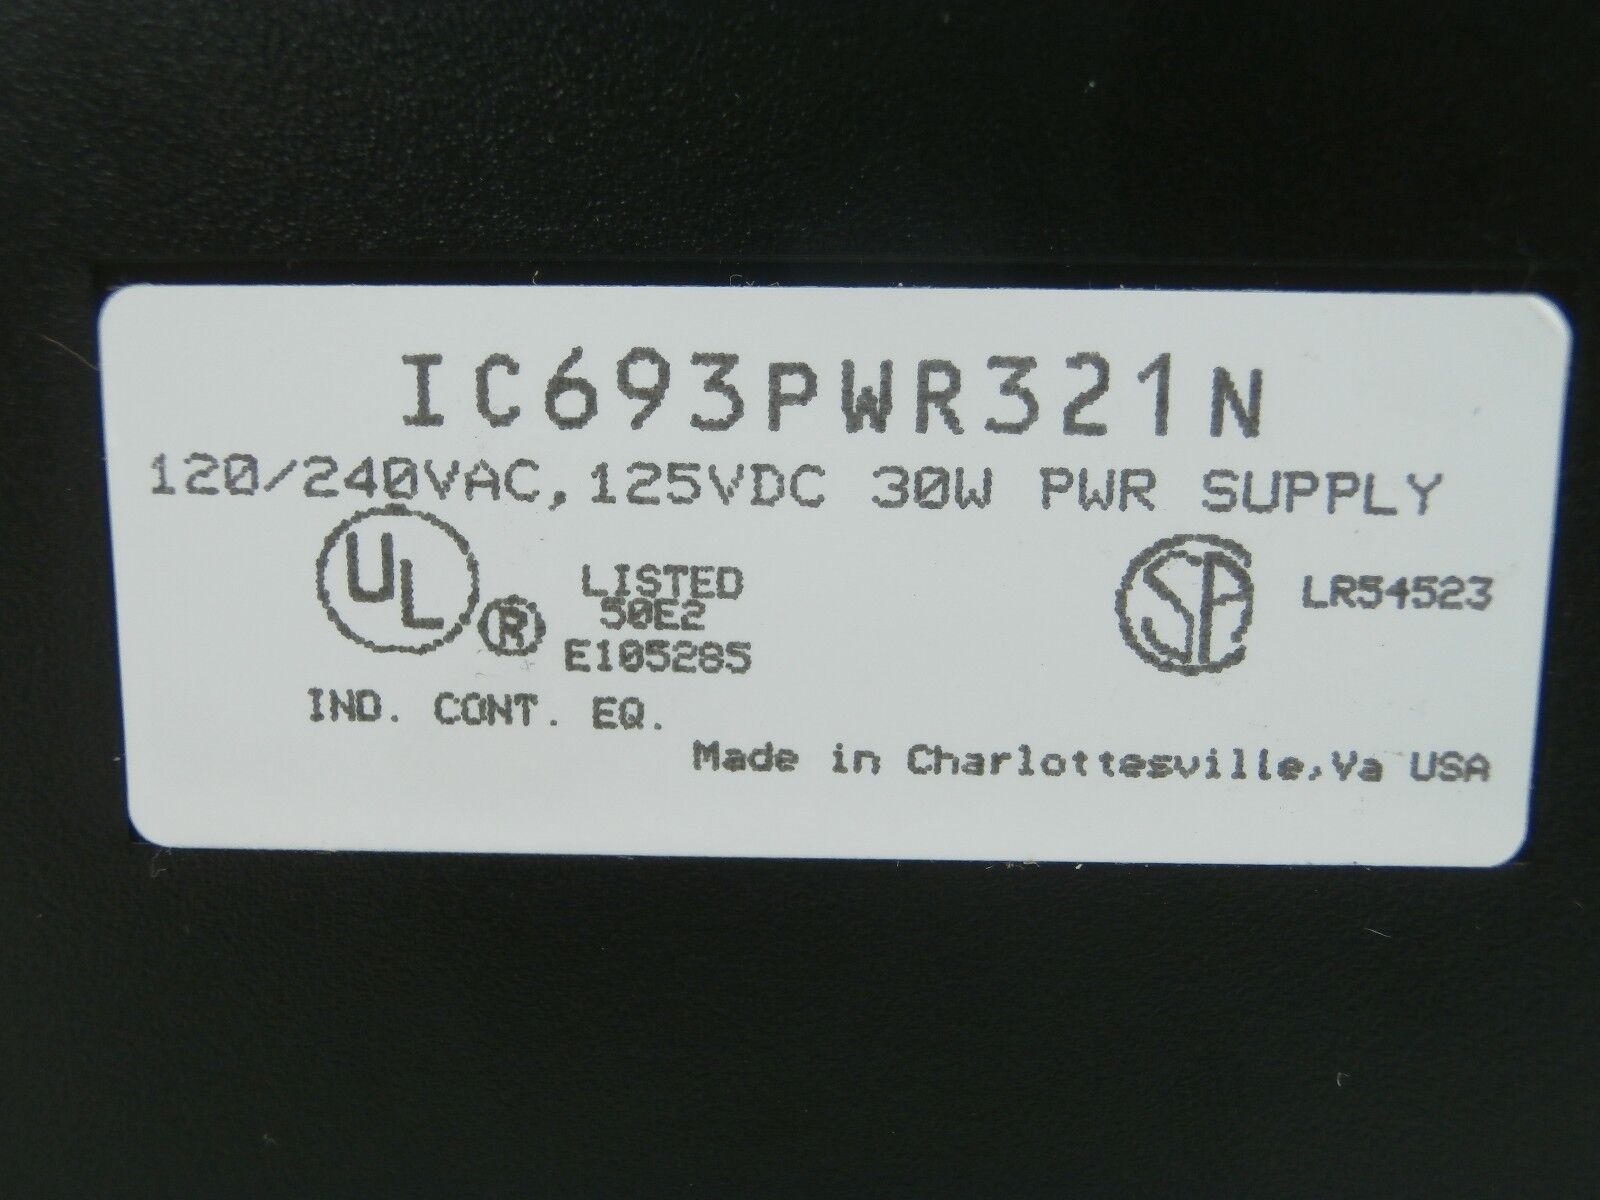 IC693PWR321N
120/240VAC, 125VDC 30W PWR SUPPLY
UL ® LISTED
50E2
E105285
IND. CONT. EQ.
SA LR54523
Made in Charlottesville, Va USA